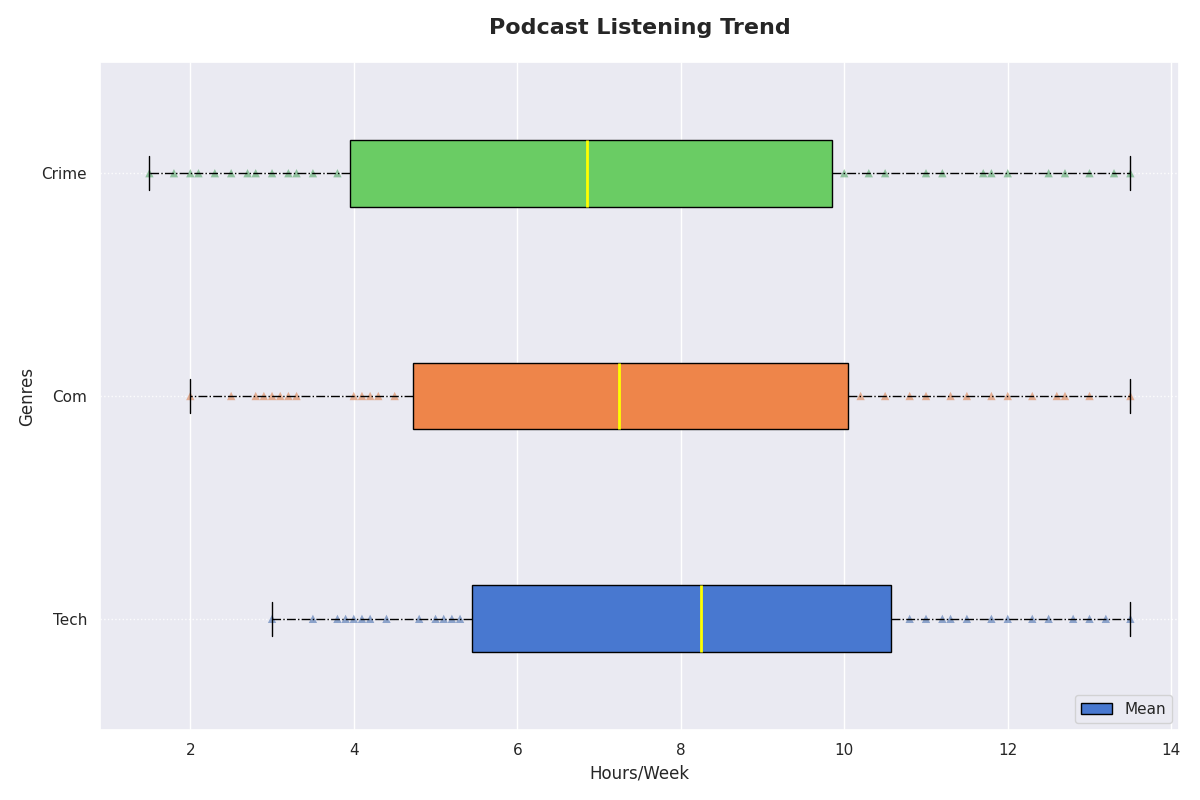 Podcast Listening Trend
Genres
Crime
Com
Tech
Mean
2 4 6 8 10 12 14
Hours/Week